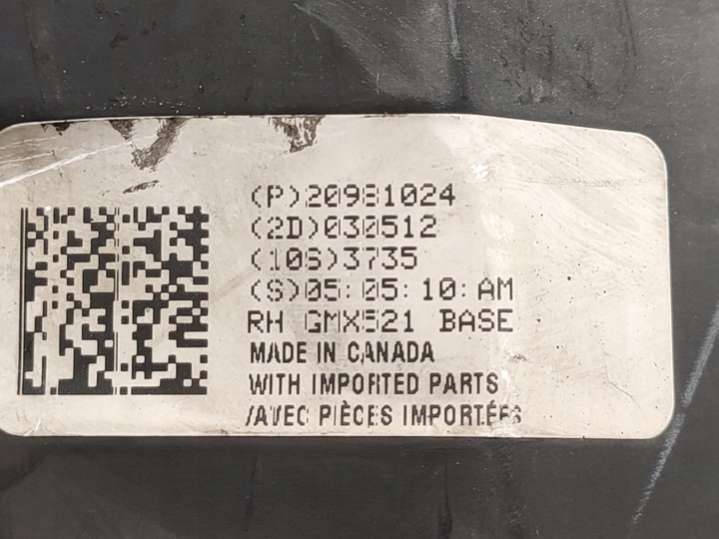 (P)20981024
(2D)030512
(10S)3735
(S)05:05:10:AM
RH GMX521 BASE
MADE IN CANADA
WITH IMPORTED PARTS
/AVEC PIÈCES IMPORTÉES